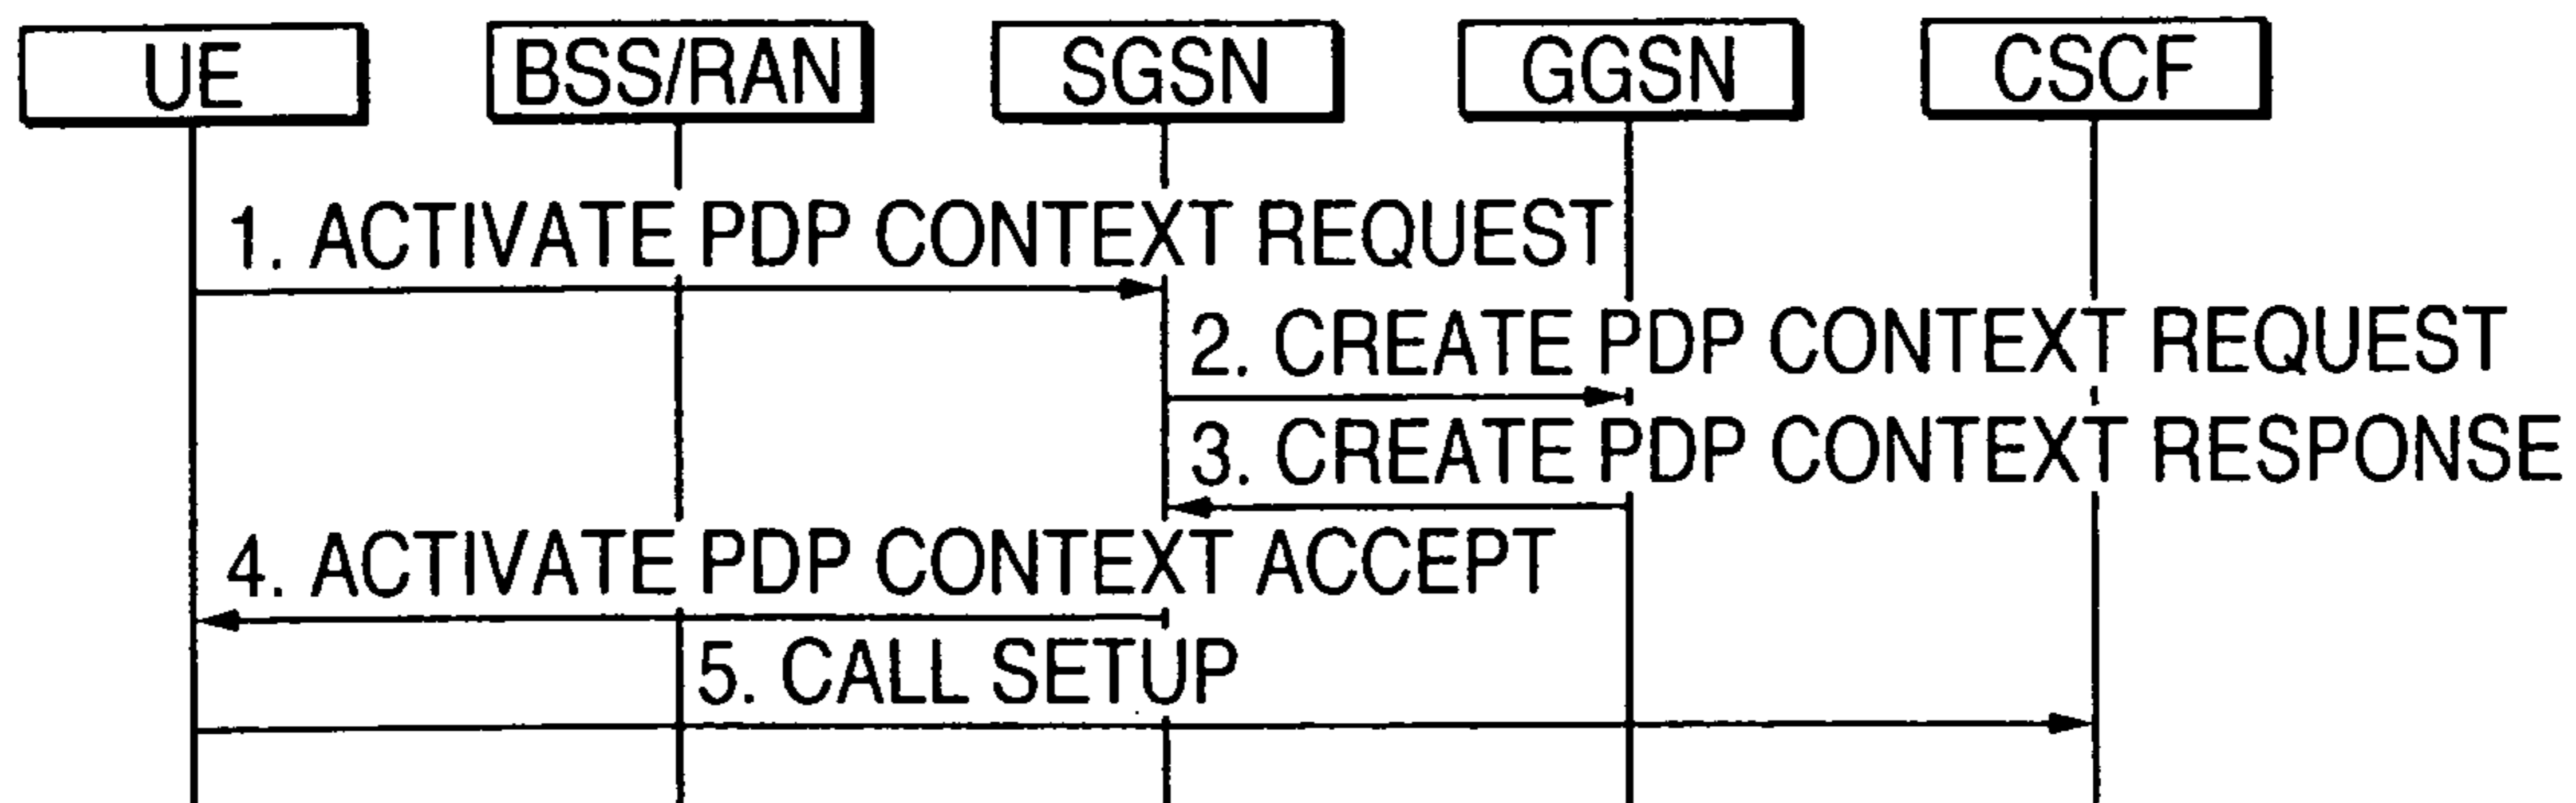 UE BSS/RAN SGSN GGSN CSCF
1. ACTIVATE PDP CONTEXT REQUEST
2. CREATE PDP CONTEXT REQUEST
3. CREATE PDP CONTEXT RESPONSE
4. ACTIVATE PDP CONTEXT ACCEPT
5. CALL SETUP